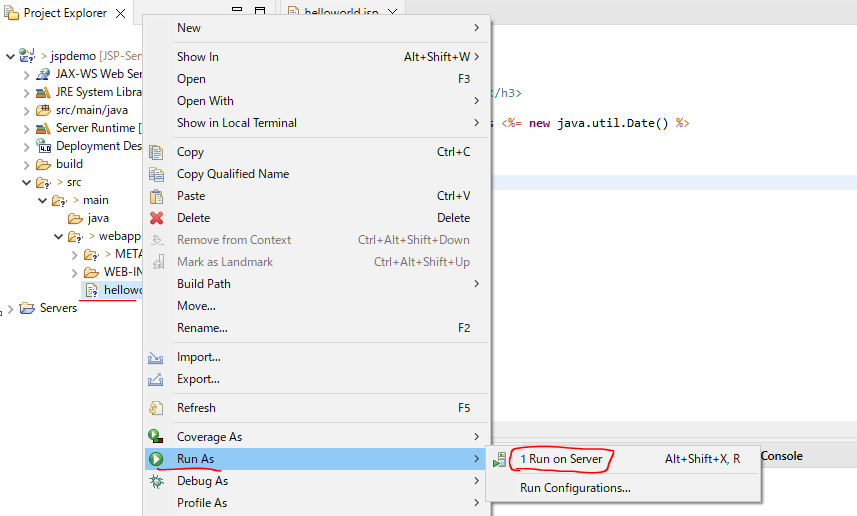 Project Explorer
helloworld.jsp
> jspdemo [JSP-Ser
JAX-WS Web Ser
JRE System Libra
> src/main/java
Server Runtime [
Deployment Des
build
> src
> main
java
> webapp
> META
WEB-IN
hellowo
Servers
New
Show In Alt+Shift+W >
Open F3
Open With
Show in Local Terminal
Copy Ctrl+C
Copy Qualified Name
Paste Ctrl+V
Delete Delete
Remove from Context Ctrl+Alt+Shift+Down
Mark as Landmark Ctrl+Alt+Shift+Up
Build Path
Move...
Rename... F2
Import...
Export...
Refresh F5
Coverage As
Run As
Debug As
Profile As
</h3>
s <%= new java.util.Date() %>
1 Run on Server Alt+Shift+X, R
Run Configurations...
Console